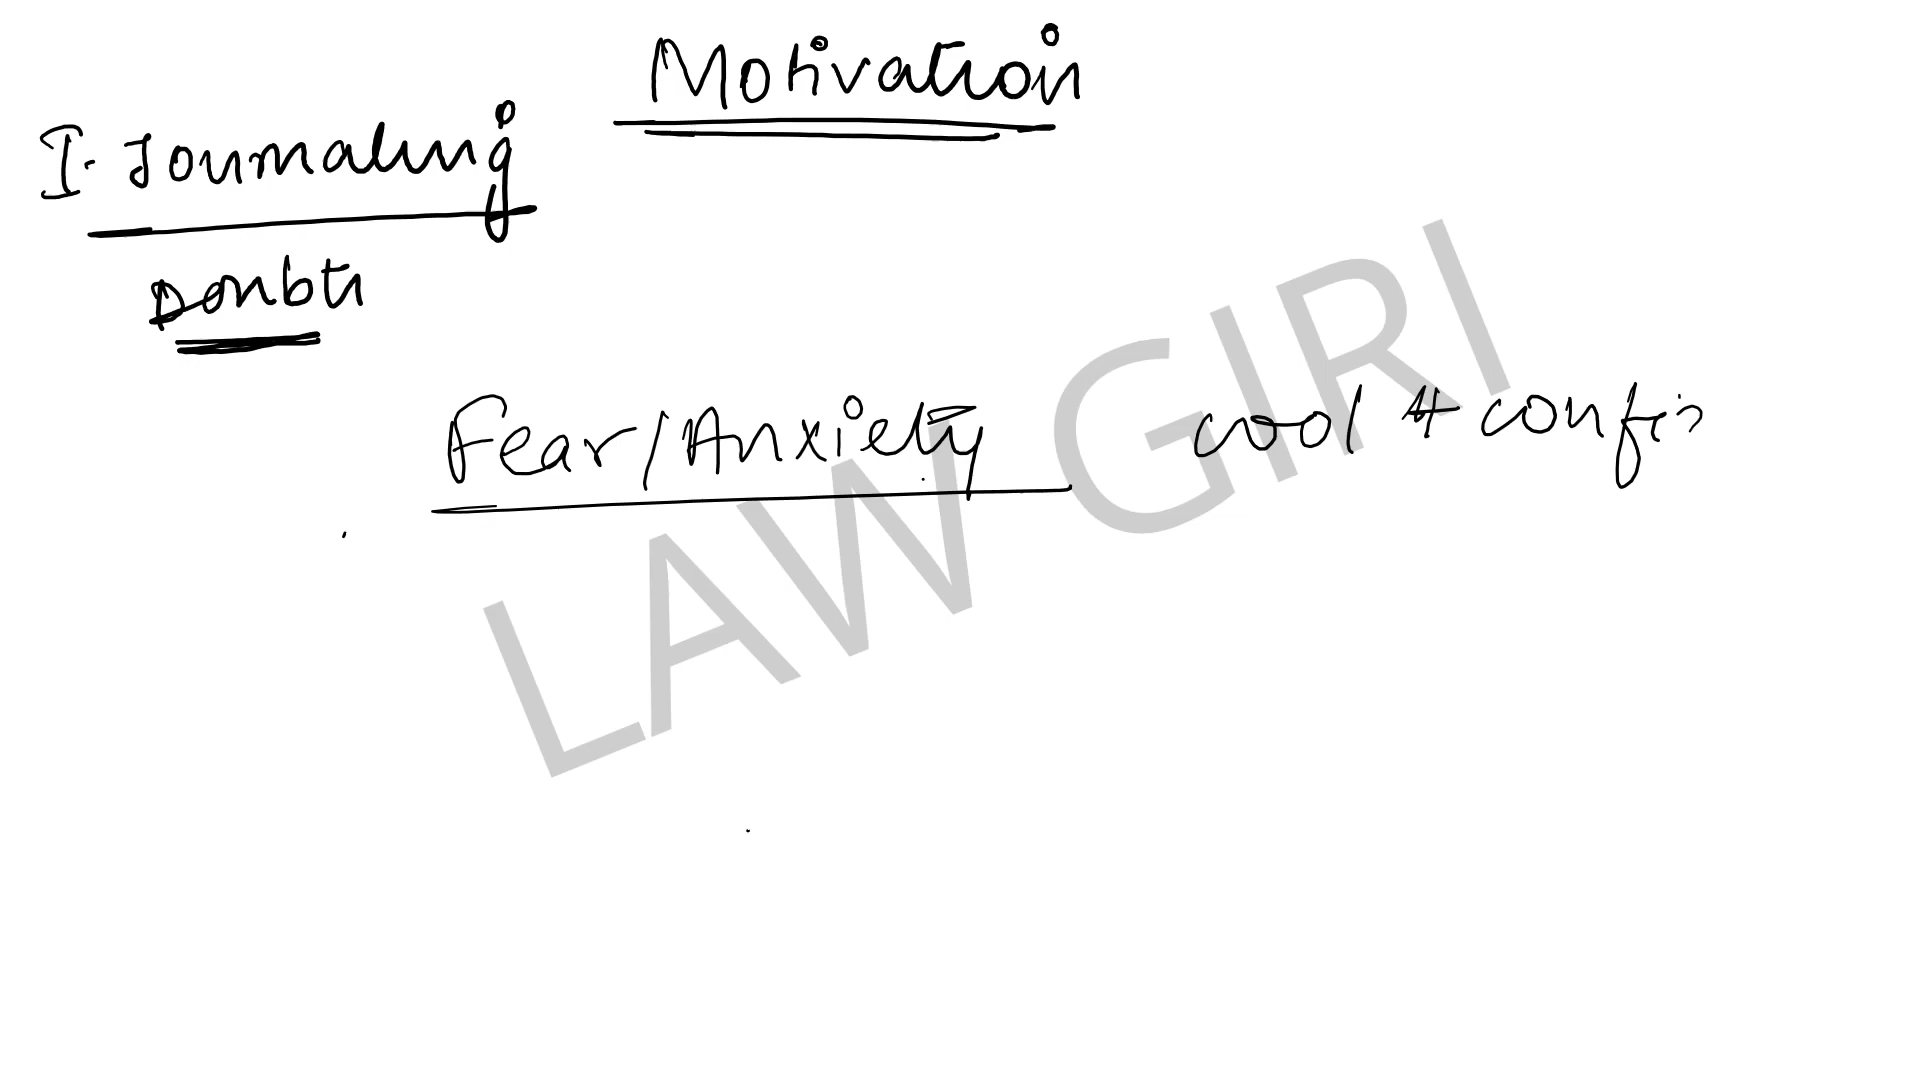 Motivation
I. Journaling
Doubts
Fear/Anxiety cool & confi
LAW GIRI